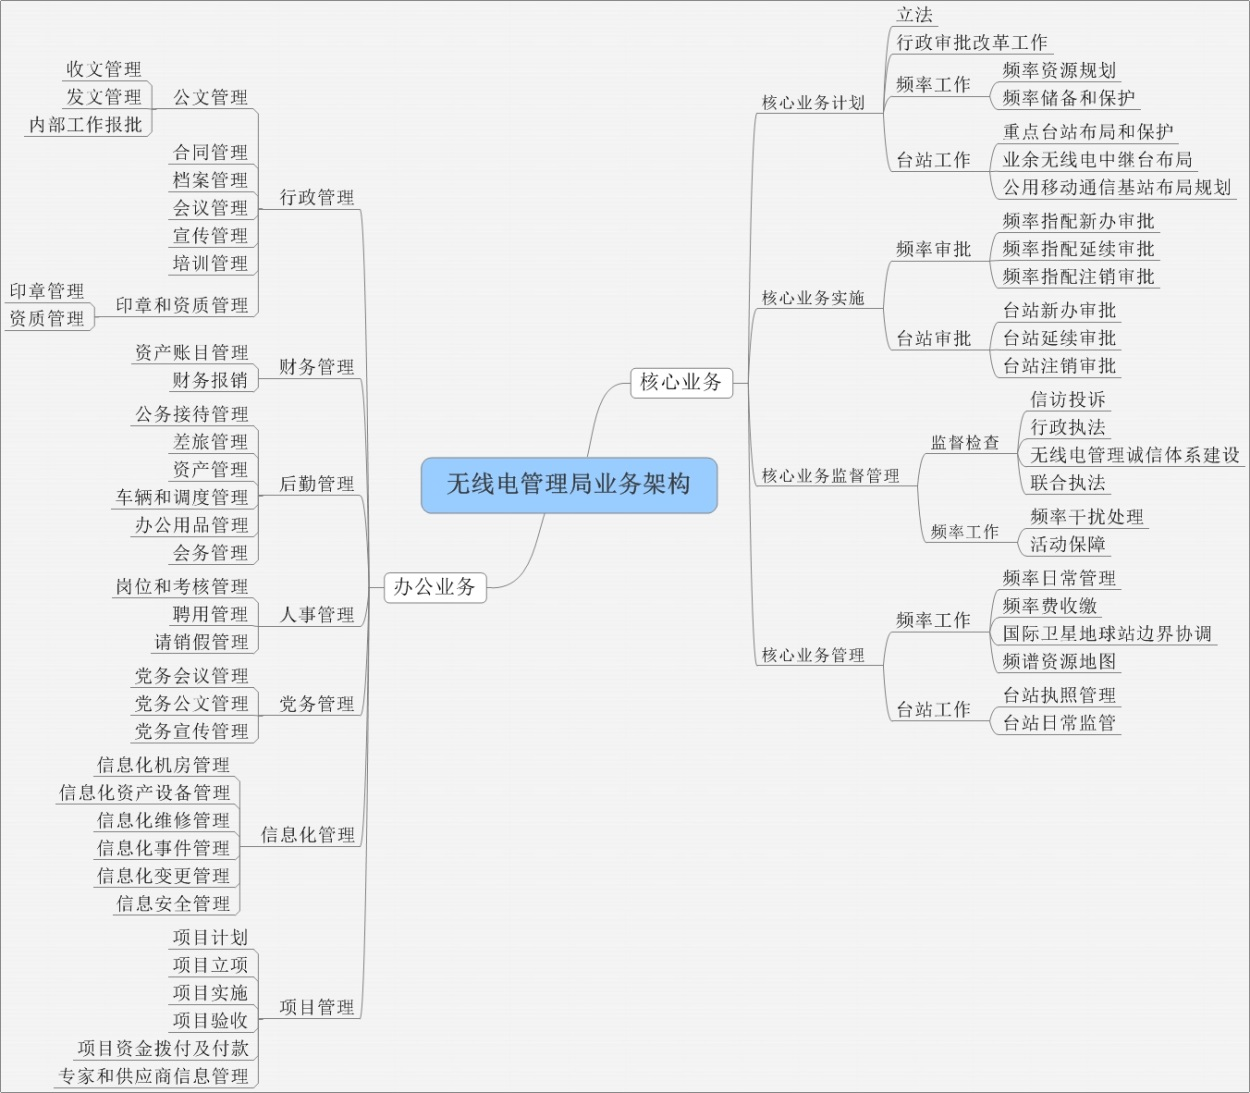 无线电管理局业务架构
核心业务
核心业务计划
立法
行政审批改革工作
频率工作
频率资源规划
频率储备和保护
台站工作
重点台站布局和保护
业余无线电中继台布局
公用移动通信基站布局规划
核心业务实施
频率审批
频率指配新办审批
频率指配延续审批
频率指配注销审批
台站审批
台站新办审批
台站延续审批
台站注销审批
核心业务监督管理
监督检查
信访投诉
行政执法
无线电管理诚信体系建设
联合执法
频率工作
频率干扰处理
活动保障
核心业务管理
频率工作
频率日常管理
频率费收缴
国际卫星地球站边界协调
频谱资源地图
台站工作
台站执照管理
台站日常监管
办公业务
行政管理
公文管理
收文管理
发文管理
内部工作报批
合同管理
档案管理
会议管理
宣传管理
培训管理
印章和资质管理
印章管理
资质管理
财务管理
资产账目管理
财务报销
后勤管理
公务接待管理
差旅管理
资产管理
车辆和调度管理
办公用品管理
会务管理
人事管理
岗位和考核管理
聘用管理
请销假管理
党务管理
党务会议管理
党务公文管理
党务宣传管理
信息化管理
信息化机房管理
信息化资产设备管理
信息化维修管理
信息化事件管理
信息化变更管理
信息安全管理
项目管理
项目计划
项目立项
项目实施
项目验收
项目资金拨付及付款
专家和供应商信息管理